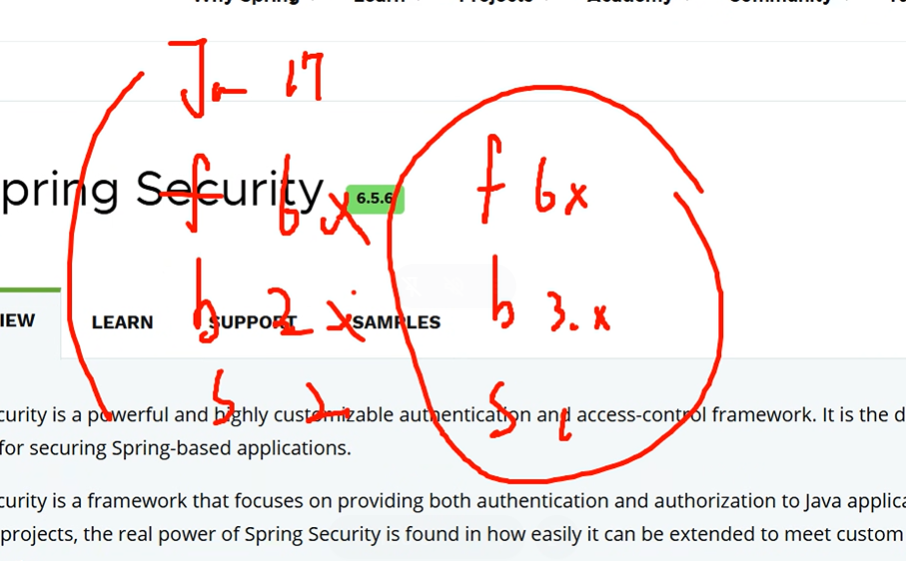 Why Spring Learn Projects Academy Community
J 17
pring Security 6.5.6
f 6x f 6x
b 2x b 3.x
IEW LEARN SUPPORT SAMPLES
5 2 5
curity is a powerful and highly customizable authentication and access-control framework. It is the d
for securing Spring-based applications.
curity is a framework that focuses on providing both authentication and authorization to Java applica
projects, the real power of Spring Security is found in how easily it can be extended to meet custom